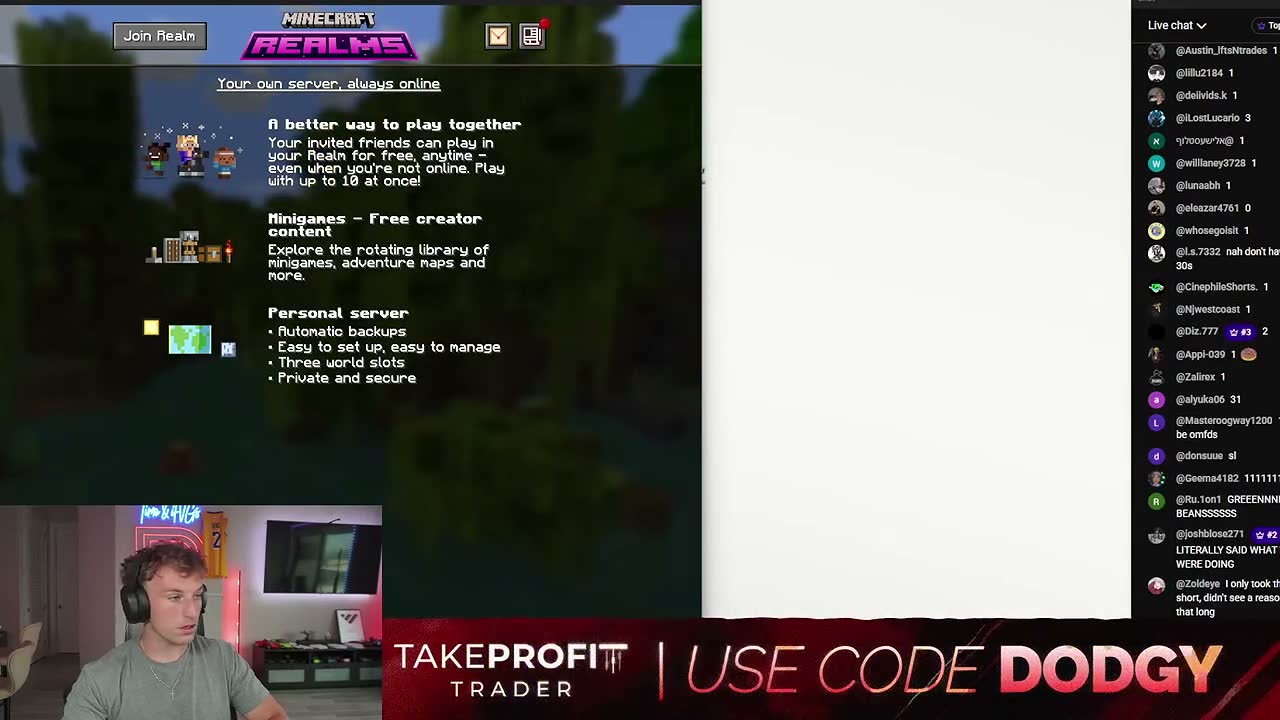 Join Realm
MINECRAFT
REALMS
Your own server, always online
A better way to play together
Your invited friends can play in
your Realm for free, anytime -
even when you're not online. Play
with up to 10 at once!
Minigames - Free creator
content
Explore the rotating library of
minigames, adventure maps and
more.
Personal server
• Automatic backups
• Easy to set up, easy to manage
• Three world slots
• Private and secure
Live chat
Top
@Austin_IftsNtrades 1
@lillu2184 1
@deiivids.k 1
@iLostLucario 3
@אלישעסטלוף 1
@willlaney3728 1
@lunaabh 1
@eleazar4761 0
@whosegoisit 1
@l.s.7332 nah don't ha
30s
@CinephileShorts. 1
@Njwestcoast 1
@Diz.777 #3 2
@Appi-039 1
@Zalirex 1
@alyuka06 31
@Masteroogway1200
be omfds
@donsuue sl
@Geema4182 1111111
@Ru.1on1 GREEENNN
BEANSSSSSS
@joshblose271 #2
LITERALLY SAID WHAT
WERE DOING
@Zoldeye I only took th
short, didn't see a reaso
that long
2
TAKEPROFIT
TRADER
USE CODE DODGY